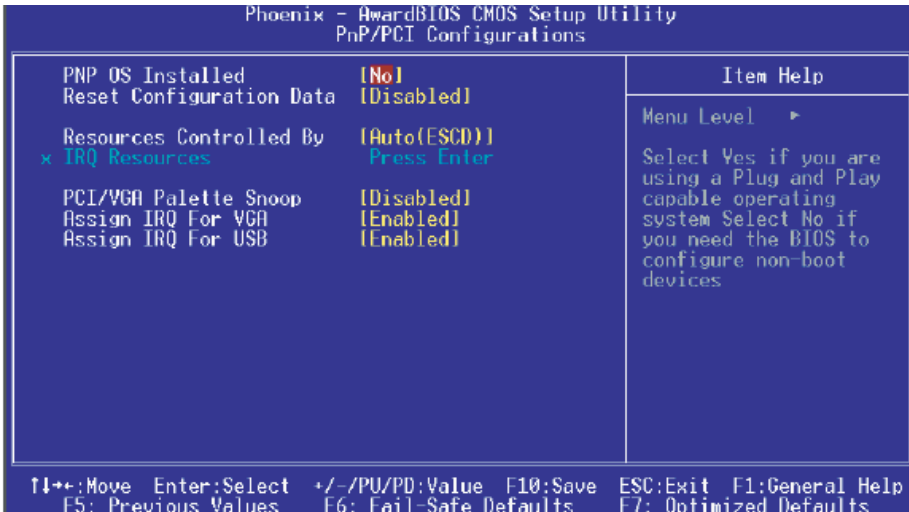 Phoenix - AwardBIOS CMOS Setup Utility
PnP/PCI Configurations
PNP OS Installed [No]
Reset Configuration Data [Disabled]
Resources Controlled By [Auto(ESCD)]
x IRQ Resources Press Enter
PCI/VGA Palette Snoop [Disabled]
Assign IRQ For VGA [Enabled]
Assign IRQ For USB [Enabled]
Item Help
Menu Level ►
Select Yes if you are
using a Plug and Play
capable operating
system Select No if
you need the BIOS to
configure non-boot
devices
↑↓→←:Move Enter:Select +/-/PU/PD:Value F10:Save ESC:Exit F1:General Help
F5: Previous Values F6: Fail-Safe Defaults F7: Optimized Defaults